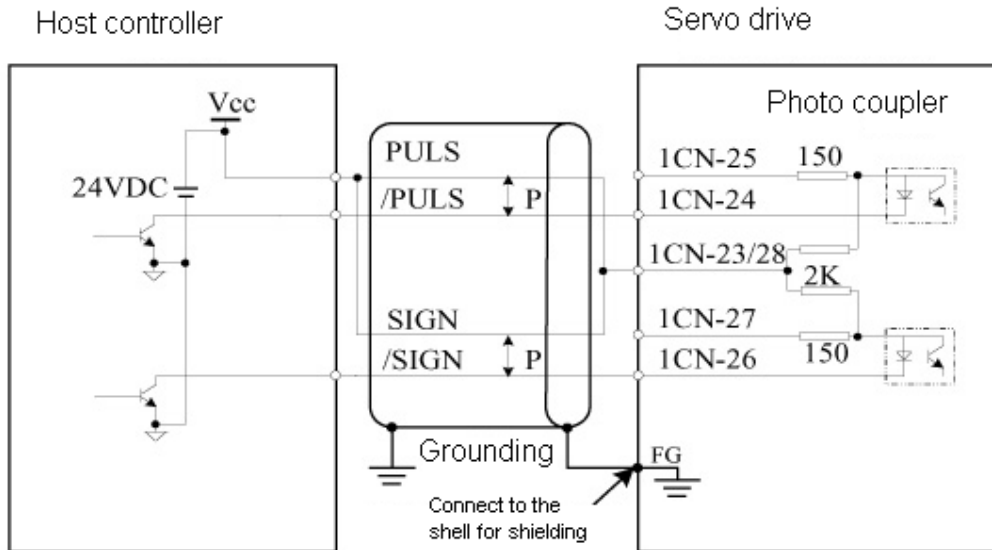 Host controller
Servo drive
Vcc
Photo coupler
PULS
1CN-25
150
24VDC
/PULS
P
1CN-24
1CN-23/28
2K
SIGN
1CN-27
/SIGN
P
1CN-26
150
Grounding
FG
Connect to the
shell for shielding